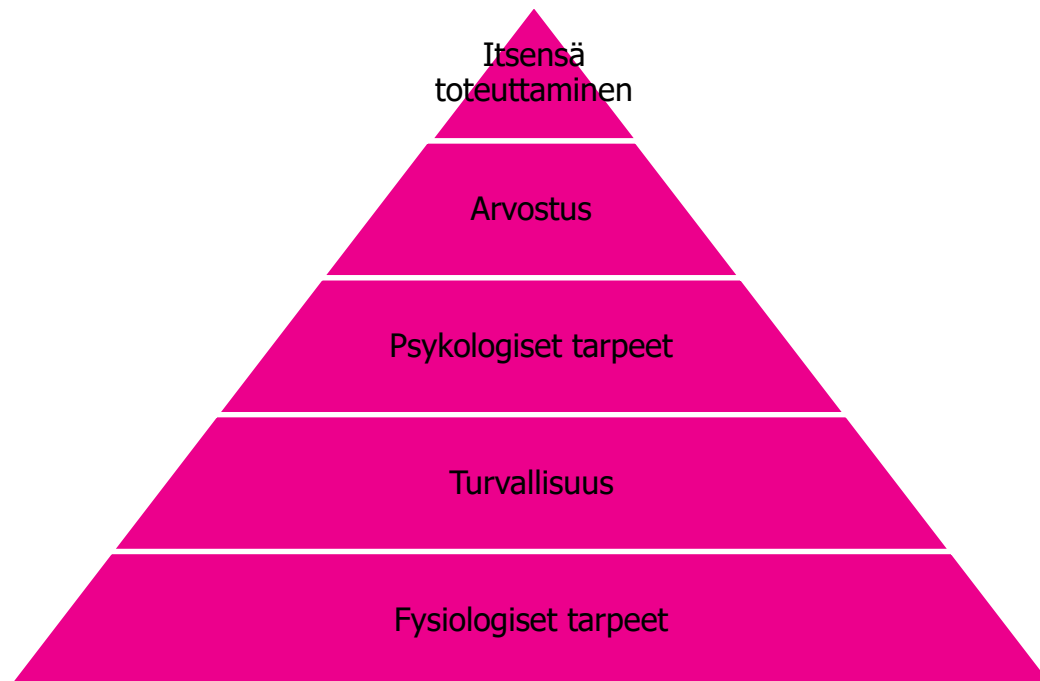 Itsensä
toteuttaminen
Arvostus
Psykologiset tarpeet
Turvallisuus
Fysiologiset tarpeet